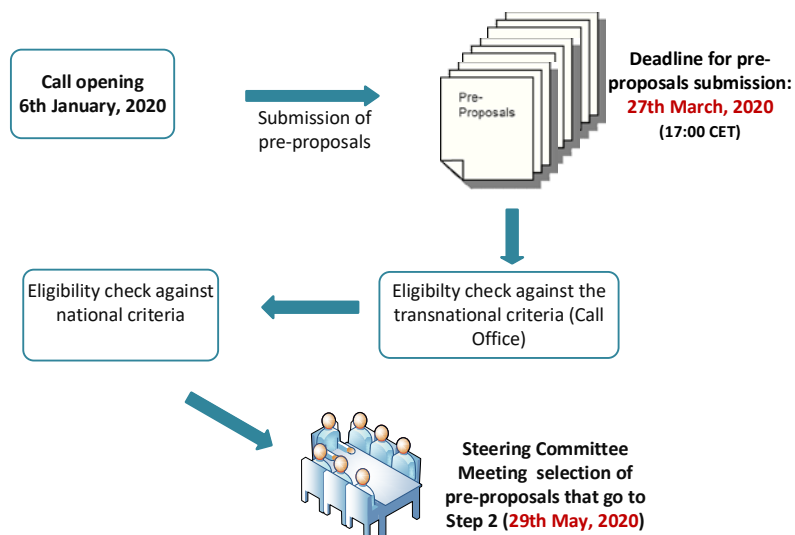 Call opening
6th January, 2020
Submission of
pre-proposals
Pre-
Proposals
Deadline for pre-
proposals submission:
27th March, 2020
(17:00 CET)
Eligibility check against
national criteria
Eligibilty check against the
transnational criteria (Call
Office)
Steering Committee
Meeting selection of
pre-proposals that go to
Step 2 (29th May, 2020)